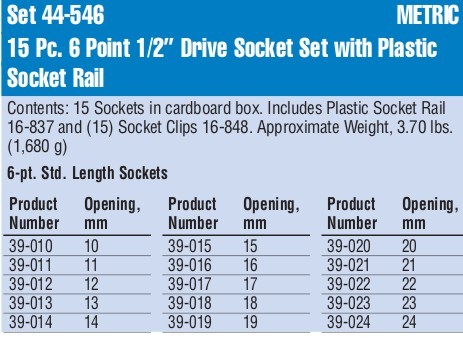 Set 44-546 METRIC
15 Pc. 6 Point 1/2" Drive Socket Set with Plastic
Socket Rail
Contents: 15 Sockets in cardboard box. Includes Plastic Socket Rail
16-837 and (15) Socket Clips 16-848. Approximate Weight, 3.70 lbs.
(1,680 g)
6-pt. Std. Length Sockets
Product Opening, Product Opening, Product Opening,
Number mm Number mm Number mm
39-010 10 39-015 15 39-020 20
39-011 11 39-016 16 39-021 21
39-012 12 39-017 17 39-022 22
39-013 13 39-018 18 39-023 23
39-014 14 39-019 19 39-024 24